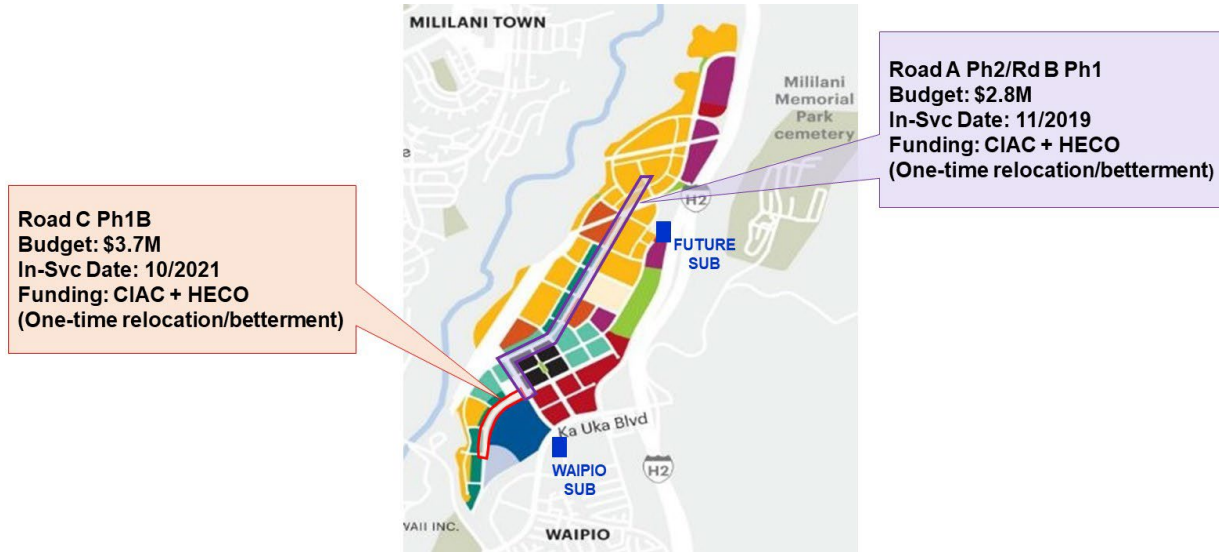 MILILANI TOWN
Road A Ph2/Rd B Ph1
Budget: $2.8M
In-Svc Date: 11/2019
Funding: CIAC + HECO
(One-time relocation/betterment)
Mililani
Memorial
Park
cemetery
e
H2
Road C Ph1B
Budget: $3.7M
In-Svc Date: 10/2021
Funding: CIAC + HECO
(One-time relocation/betterment)
FUTURE
SUB
Ka Uka Blvd
WAIPIO
SUB
H2
WAII INC.
WAIPIO